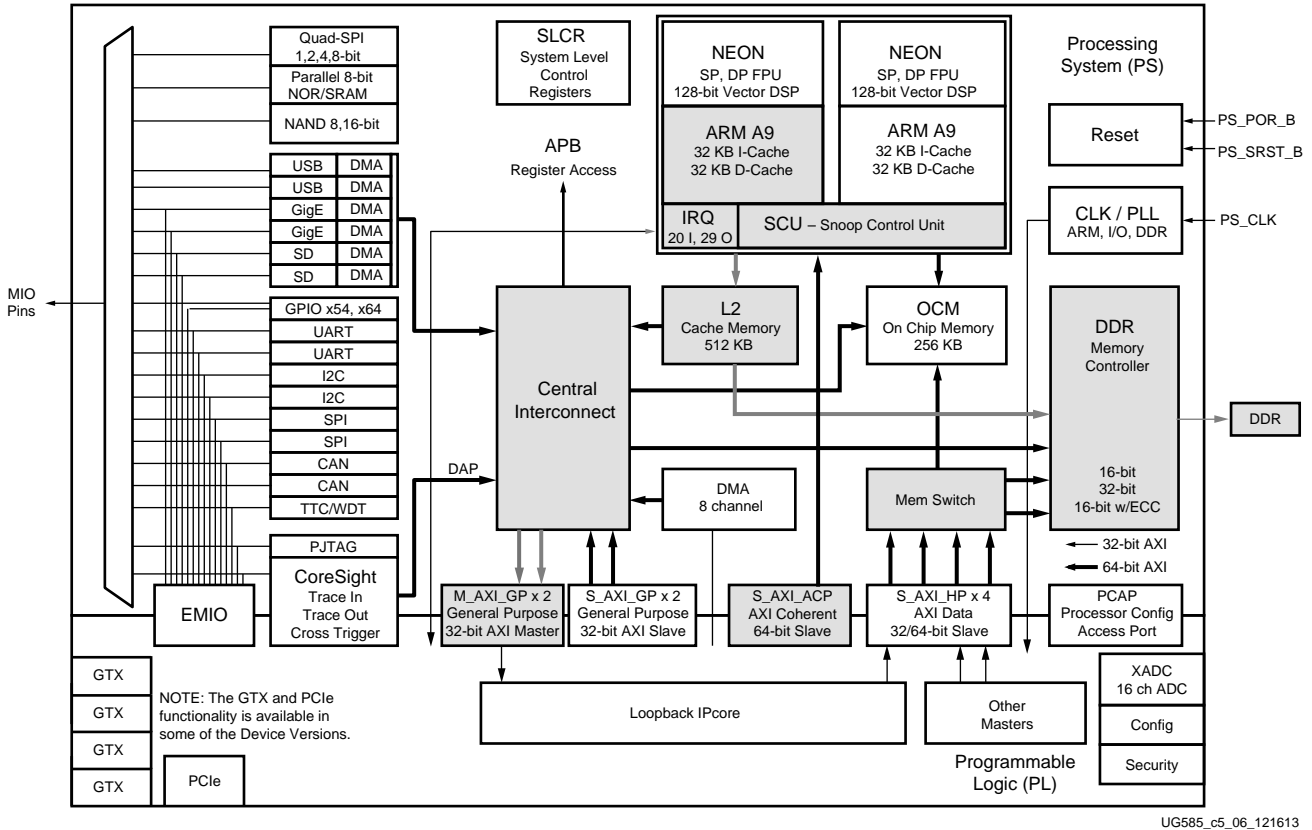 Quad-SPI
1,2,4,8-bit
Parallel 8-bit
NOR/SRAM
NAND 8,16-bit
USB DMA
USB DMA
GigE DMA
GigE DMA
SD DMA
SD DMA
MIO
Pins
GPIO x54, x64
UART
UART
I2C
I2C
SPI
SPI
CAN
CAN
TTC/WDT
PJTAG
CoreSight
Trace In
Trace Out
Cross Trigger
EMIO
DAP
SLCR
System Level
Control
Registers
APB
Register Access
NEON
SP, DP FPU
128-bit Vector DSP
ARM A9
32 KB I-Cache
32 KB D-Cache
NEON
SP, DP FPU
128-bit Vector DSP
ARM A9
32 KB I-Cache
32 KB D-Cache
IRQ
20 I, 29 O
SCU – Snoop Control Unit
Processing
System (PS)
Reset
PS_POR_B
PS_SRST_B
CLK / PLL
ARM, I/O, DDR
PS_CLK
L2
Cache Memory
512 KB
OCM
On Chip Memory
256 KB
DDR
Memory
Controller
16-bit
32-bit
16-bit w/ECC
DDR
Central
Interconnect
DMA
8 channel
Mem Switch
32-bit AXI
64-bit AXI
M_AXI_GP x 2
General Purpose
32-bit AXI Master
S_AXI_GP x 2
General Purpose
32-bit AXI Slave
S_AXI_ACP
AXI Coherent
64-bit Slave
S_AXI_HP x 4
AXI Data
32/64-bit Slave
PCAP
Processor Config
Access Port
GTX
GTX
GTX
GTX
NOTE: The GTX and PCIe
functionality is available in
some of the Device Versions.
PCIe
Loopback IPcore
Other
Masters
Programmable
Logic (PL)
XADC
16 ch ADC
Config
Security
UG585_c5_06_121613